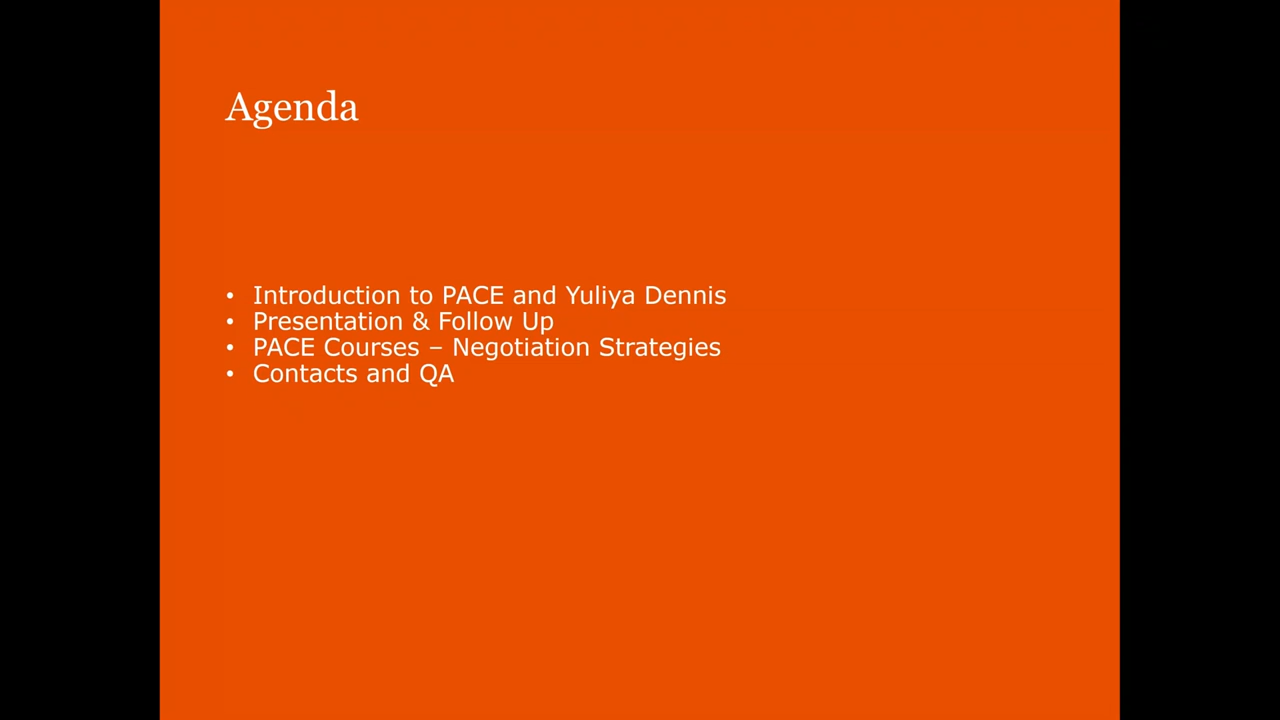 Agenda
• Introduction to PACE and Yuliya Dennis
• Presentation & Follow Up
• PACE Courses – Negotiation Strategies
• Contacts and QA